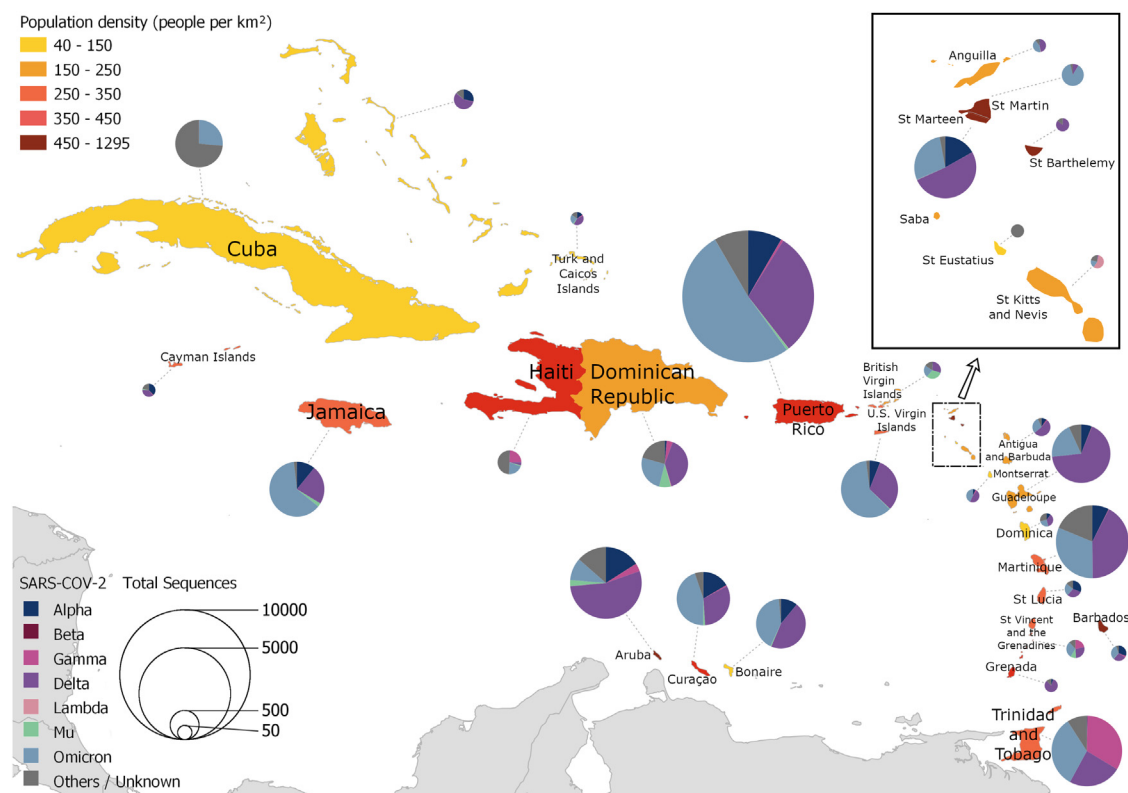 Population density (people per km²)
40 - 150
150 - 250
250 - 350
350 - 450
450 - 1295
Anguilla
St Martin
St Marteen
St Barthelemy
Saba
St Eustatius
St Kitts
and Nevis
Cuba
Turk and
Caicos
Islands
Cayman Islands
Jamaica
Haiti
Dominican
Republic
Puerto
Rico
British
Virgin
Islands
U.S. Virgin
Islands
Antigua
and Barbuda
Montserrat
Guadeloupe
Dominica
Martinique
St Lucia
St Vincent
and the
Grenadines
Barbados
Grenada
Trinidad
and
Tobago
Aruba
Curaçao
Bonaire
SARS-COV-2
Alpha
Beta
Gamma
Delta
Lambda
Mu
Omicron
Others / Unknown
Total Sequences
10000
5000
500
50